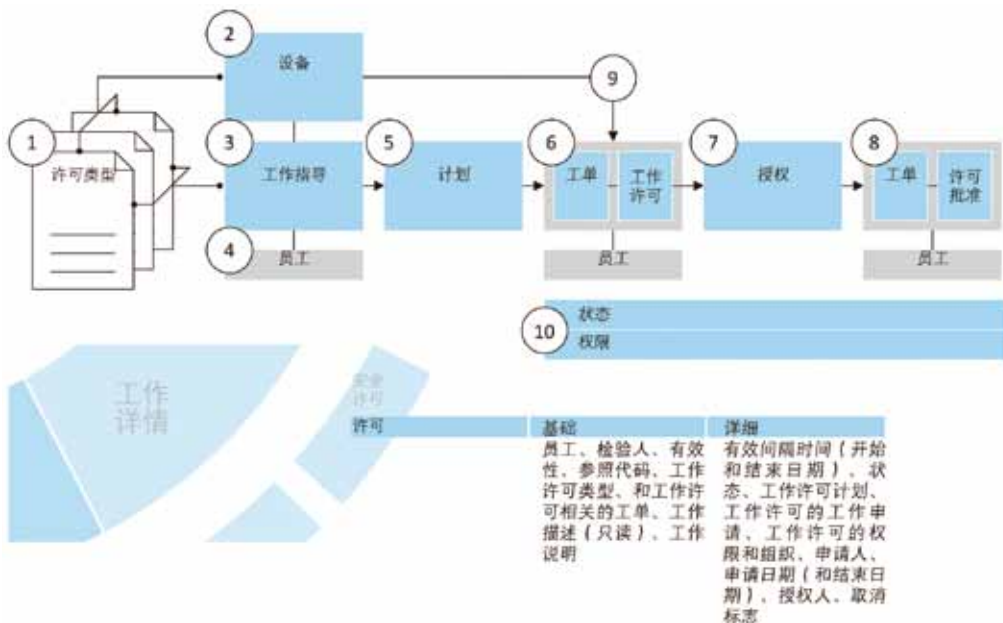 2
设备
9
1
许可类型
3
工作指导
5
计划
6
工单
工作
许可
7
授权
8
工单
许可
批准
4
员工
员工
员工
10
状态
权限
工作
详情
安全
许可
许可
基础
详细
员工、检验人、有效
性、参照代码、工作
许可类型、和工作许
可相关的工单、工作
描述(只读)、工作
说明
有效间隔时间(开始
和结束日期)、状
态、工作许可计划、
工作许可的工作申
请、工作许可的权
限和组织、申请人、
申请日期(和结束日
期)、授权人、取消
标志